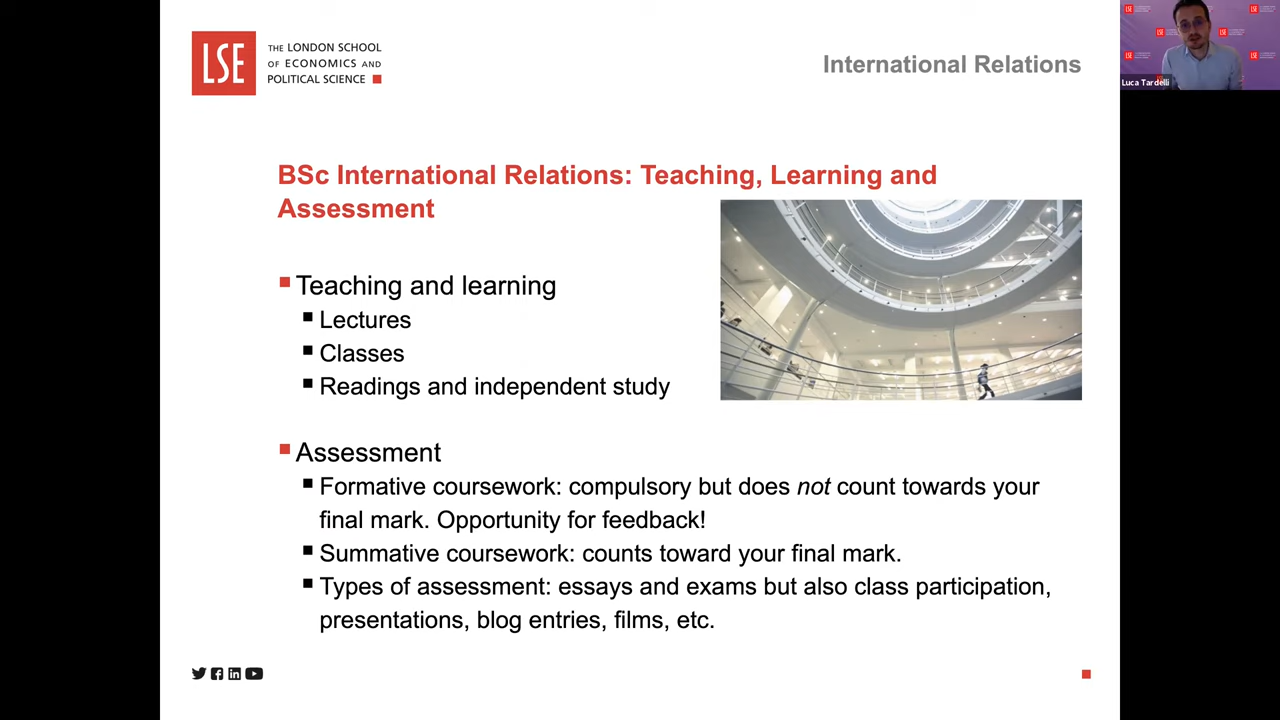 LSE
THE LONDON SCHOOL
OF ECONOMICS AND
POLITICAL SCIENCE
International Relations
Luca Tardelli
BSc International Relations: Teaching, Learning and
Assessment
Teaching and learning
Lectures
Classes
Readings and independent study
Assessment
Formative coursework: compulsory but does not count towards your
final mark. Opportunity for feedback!
Summative coursework: counts toward your final mark.
Types of assessment: essays and exams but also class participation,
presentations, blog entries, films, etc.